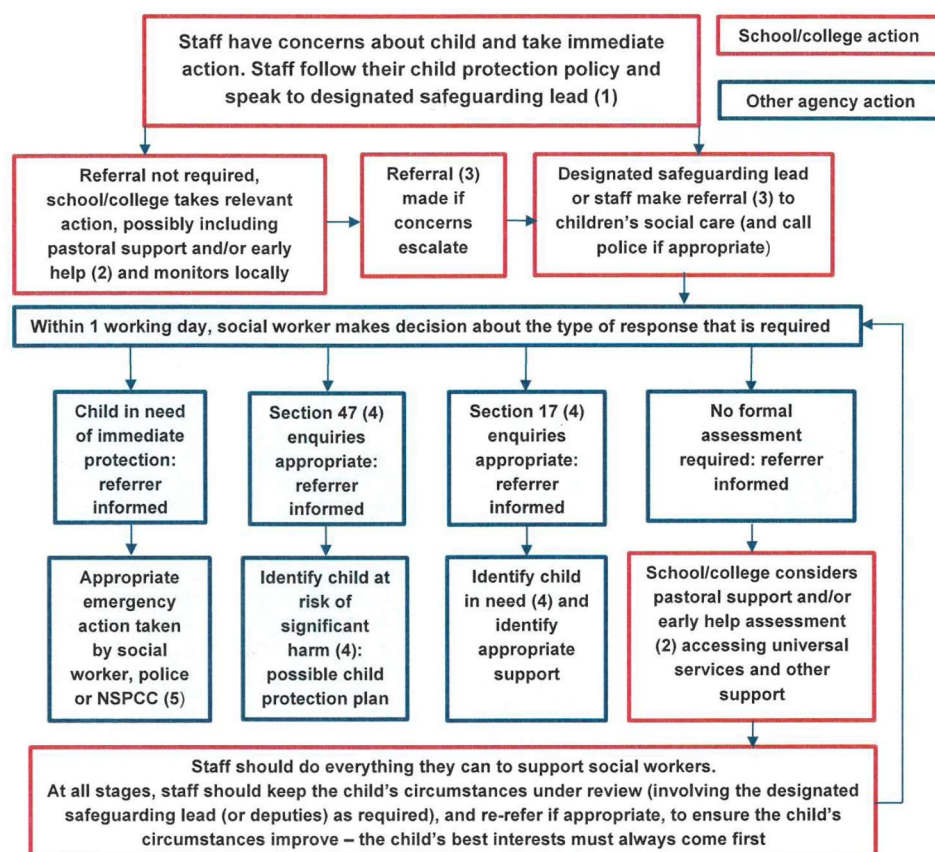 Staff have concerns about child and take immediate
action. Staff follow their child protection policy and
speak to designated safeguarding lead (1)
School/college action
Other agency action
Referral not required,
school/college takes relevant
action, possibly including
pastoral support and/or early
help (2) and monitors locally
Referral (3)
made if
concerns
escalate
Designated safeguarding lead
or staff make referral (3) to
children's social care (and call
police if appropriate)
Within 1 working day, social worker makes decision about the type of response that is required
Child in need
of immediate
protection:
referrer
informed
Section 47 (4)
enquiries
appropriate:
referrer
informed
Section 17 (4)
enquiries
appropriate:
referrer
informed
No formal
assessment
required: referrer
informed
Appropriate
emergency
action taken
by social
worker, police
or NSPCC (5)
Identify child at
risk of
significant
harm (4):
possible child
protection plan
Identify child
in need (4) and
identify
appropriate
support
School/college considers
pastoral support and/or
early help assessment
(2) accessing universal
services and other
support
Staff should do everything they can to support social workers.
At all stages, staff should keep the child's circumstances under review (involving the designated
safeguarding lead (or deputies) as required), and re-refer if appropriate, to ensure the child's
circumstances improve – the child's best interests must always come first